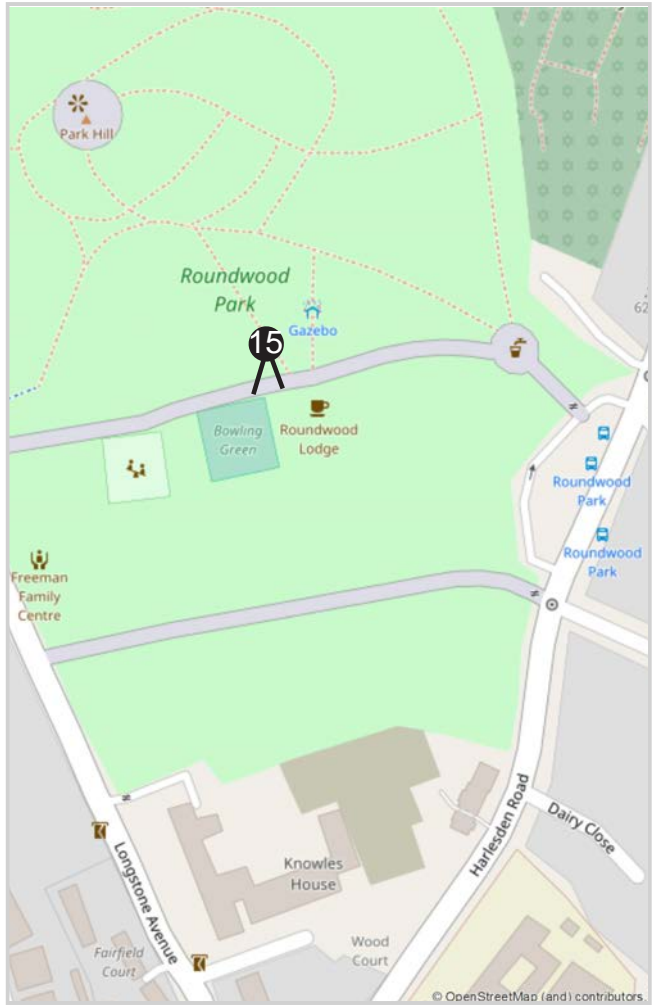 Park Hill
62
Roundwood
Park
Gazebo
15
Bowling
Green
Roundwood
Lodge
Roundwood
Park
Roundwood
Park
Freeman
Family
Centre
Harlesden Road
Dairy Close
Longstone Avenue
Knowles
House
Wood
Court
Fairfield
Court
© OpenStreetMap (and) contributors